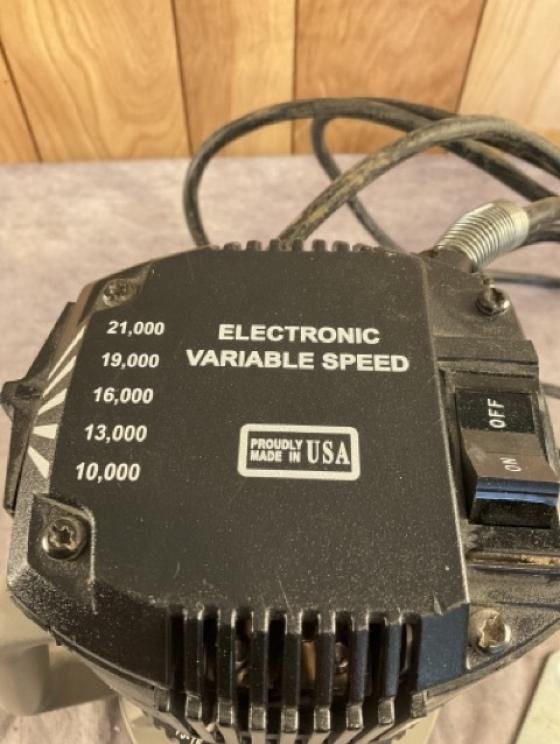 21,000
19,000
16,000
13,000
10,000
ELECTRONIC
VARIABLE SPEED
PROUDLY
MADE IN USA
OFF
ON